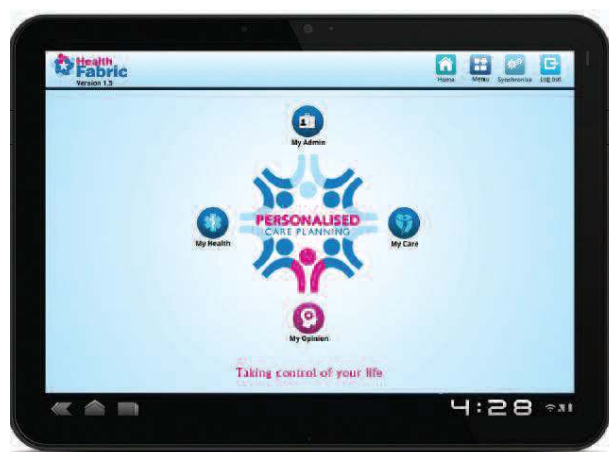 Health
Fabric
Version 1.5
Home Menu Synchronise Log out
My Admin
PERSONALISED
CARE PLANNING
My Health
My Care
My Opinion
Taking control of your life
4:28